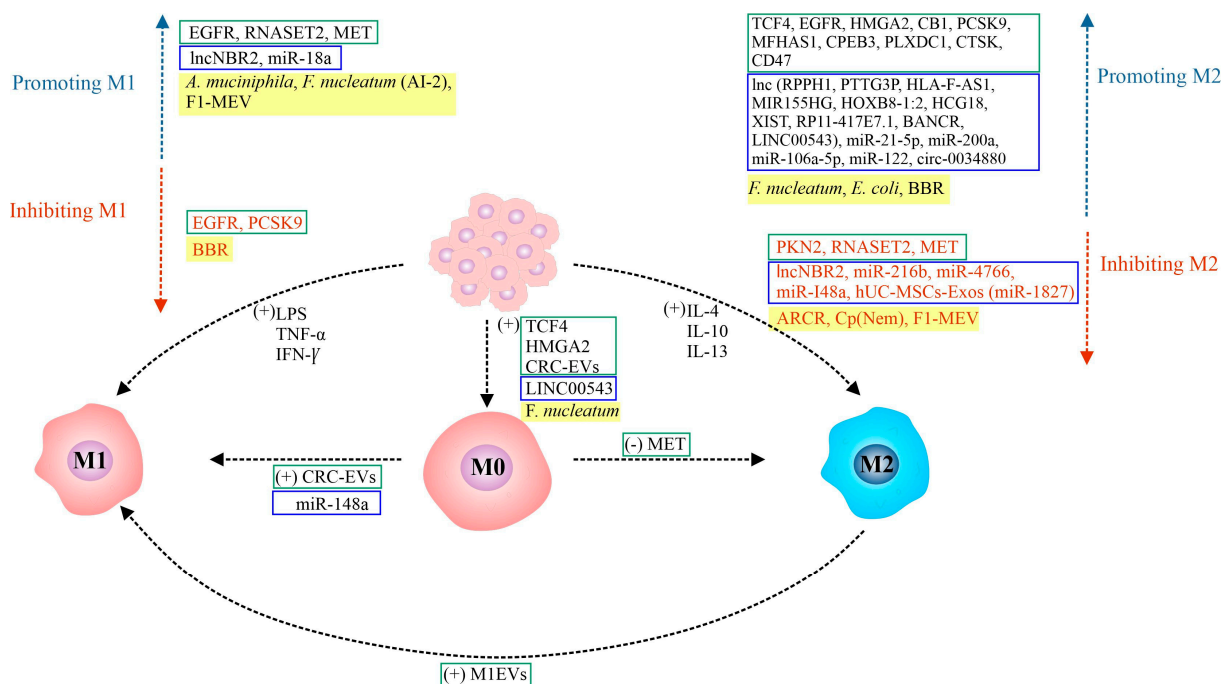 Promoting M1
EGFR, RNASET2, MET
lncNBR2, miR-18a
A. muciniphila, F. nucleatum (AI-2),
F1-MEV
Inhibiting M1
EGFR, PCSK9
BBR
TCF4, EGFR, HMGA2, CB1, PCSK9,
MFHAS1, CPEB3, PLXDC1, CTSK,
CD47
lnc (RPPH1, PTTG3P, HLA-F-AS1,
MIR155HG, HOXB8-1:2, HCG18,
XIST, RP11-417E7.1, BANCR,
LINC00543), miR-21-5p, miR-200a,
miR-106a-5p, miR-122, circ-0034880
F. nucleatum, E. coli, BBR
Promoting M2
PKN2, RNASET2, MET
lncNBR2, miR-216b, miR-4766,
miR-I48a, hUC-MSCs-Exos (miR-1827)
ARCR, Cp(Nem), F1-MEV
Inhibiting M2
(+) LPS
TNF-α
IFN-γ
(+) TCF4
HMGA2
CRC-EVs
LINC00543
F. nucleatum
(+) IL-4
IL-10
IL-13
M1
(+) CRC-EVs
miR-148a
M0
(-) MET
M2
(+) M1EVs